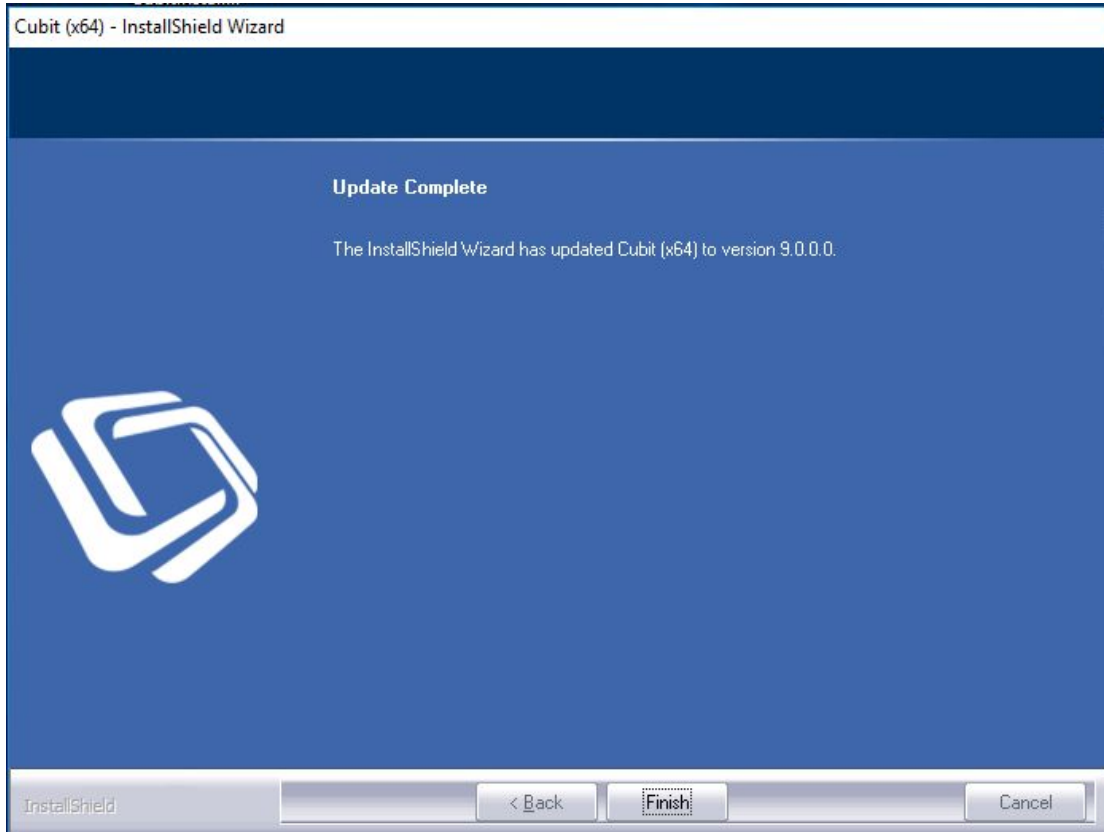 Cubit (x64) - InstallShield Wizard
Update Complete
The InstallShield Wizard has updated Cubit (x64) to version 9.0.0.0.
InstallShield
< Back
Finish
Cancel